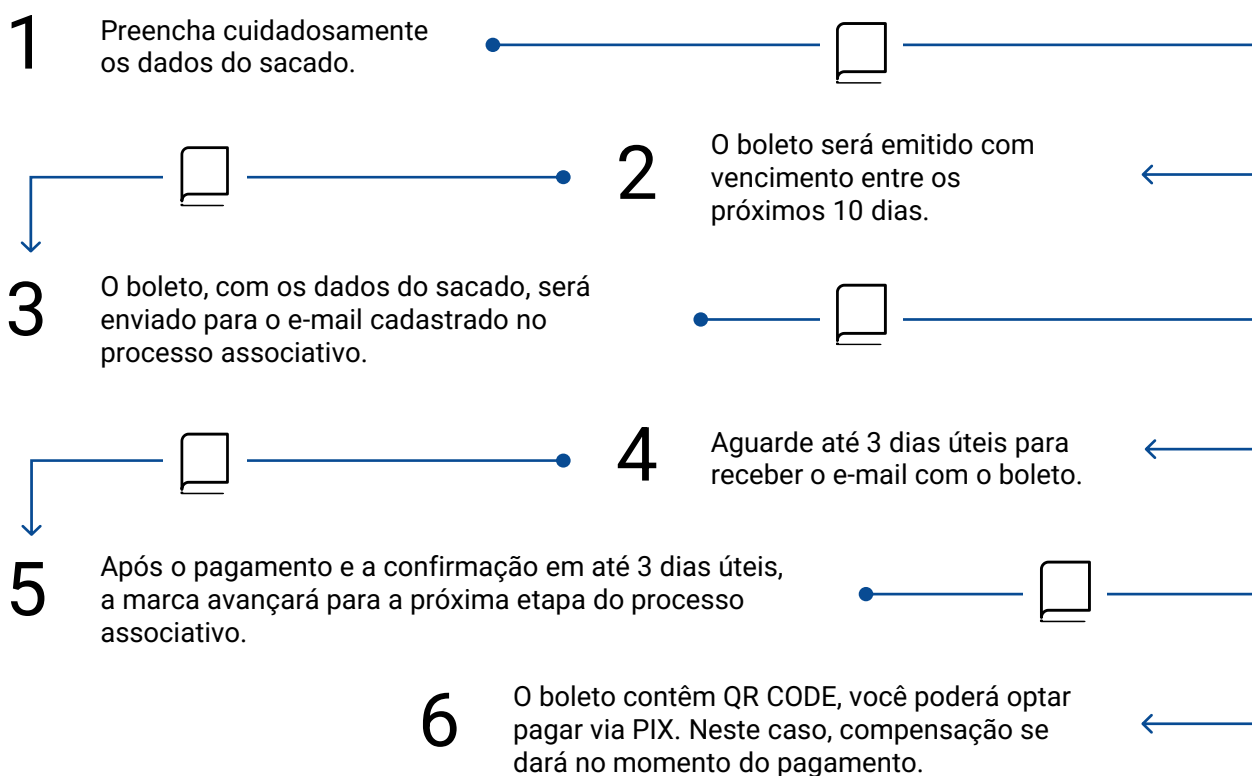 1
Preencha cuidadosamente
os dados do sacado.
2
O boleto será emitido com
vencimento entre os
próximos 10 dias.
3
O boleto, com os dados do sacado, será
enviado para o e-mail cadastrado no
processo associativo.
4
Aguarde até 3 dias úteis para
receber o e-mail com o boleto.
5
Após o pagamento e a confirmação em até 3 dias úteis,
a marca avançará para a próxima etapa do processo
associativo.
6
O boleto contêm QR CODE, você poderá optar
pagar via PIX. Neste caso, compensação se
dará no momento do pagamento.